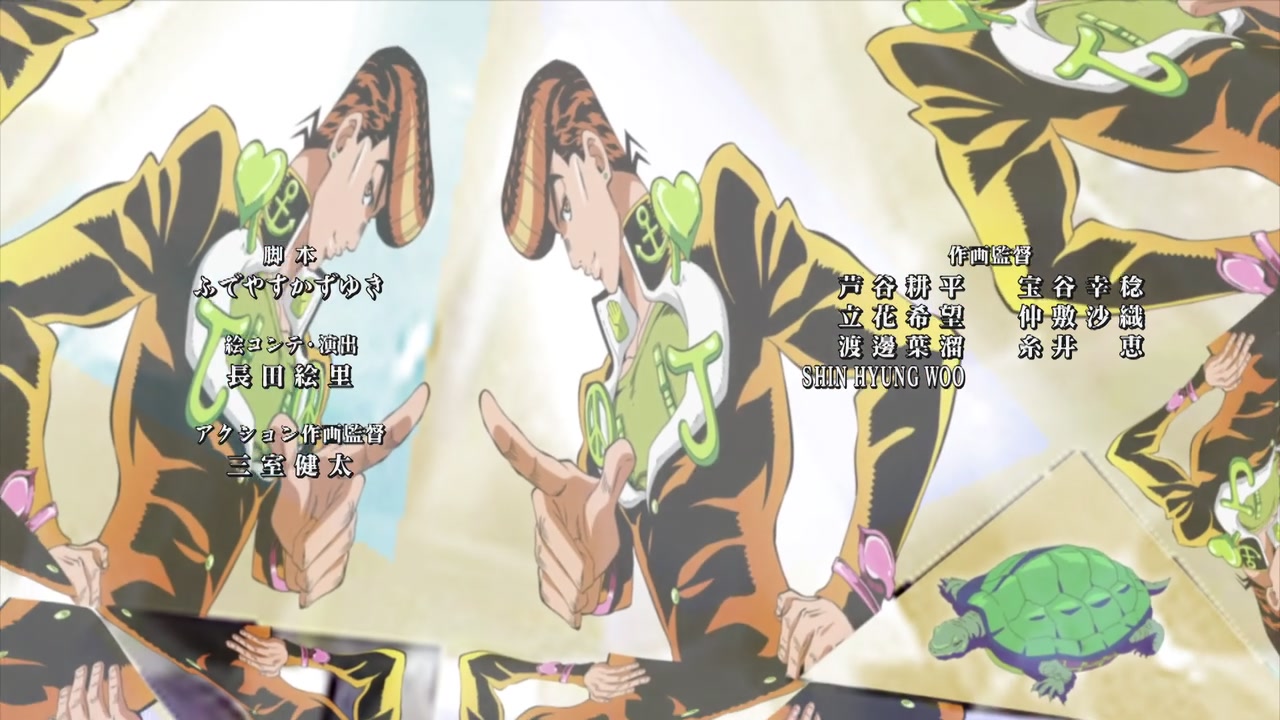 脚本
ふでやすかずゆき
絵コンテ・演出
長田絵里
アクション作画監督
三室健太
作画監督
芦谷耕平 宝谷幸稔
立花希望 仲敷沙織
渡邊葉瑠 糸井 恵
SHIN HYUNG WOO